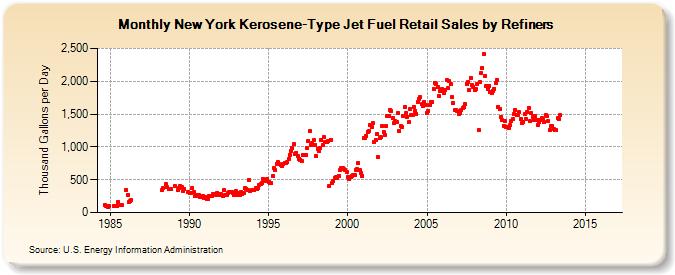 Monthly New York Kerosene-Type Jet Fuel Retail Sales by Refiners
Thousand Gallons per Day
2,500
2,000
1,500
1,000
500
0
1985 1990 1995 2000 2005 2010 2015
Source: U.S. Energy Information Administration